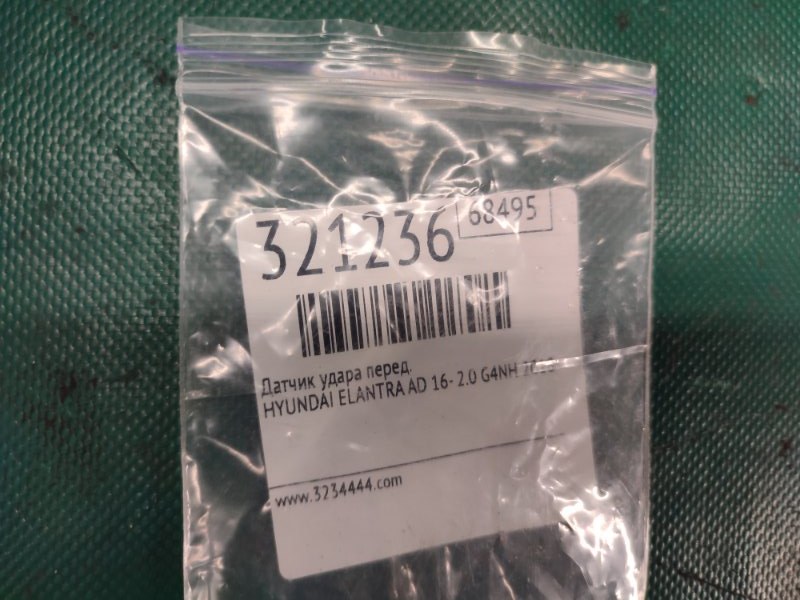 321236
68495
Датчик удара перед.
HYUNDAI ELANTRA AD 16- 2.0 G4NH
www.3234444.com